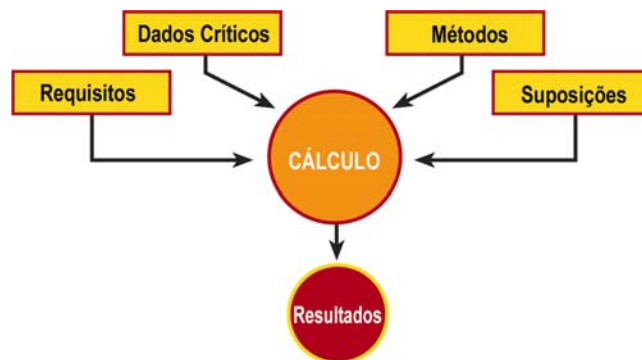 Dados Críticos
Métodos
Requisitos
Suposições
CÁLCULO
Resultados